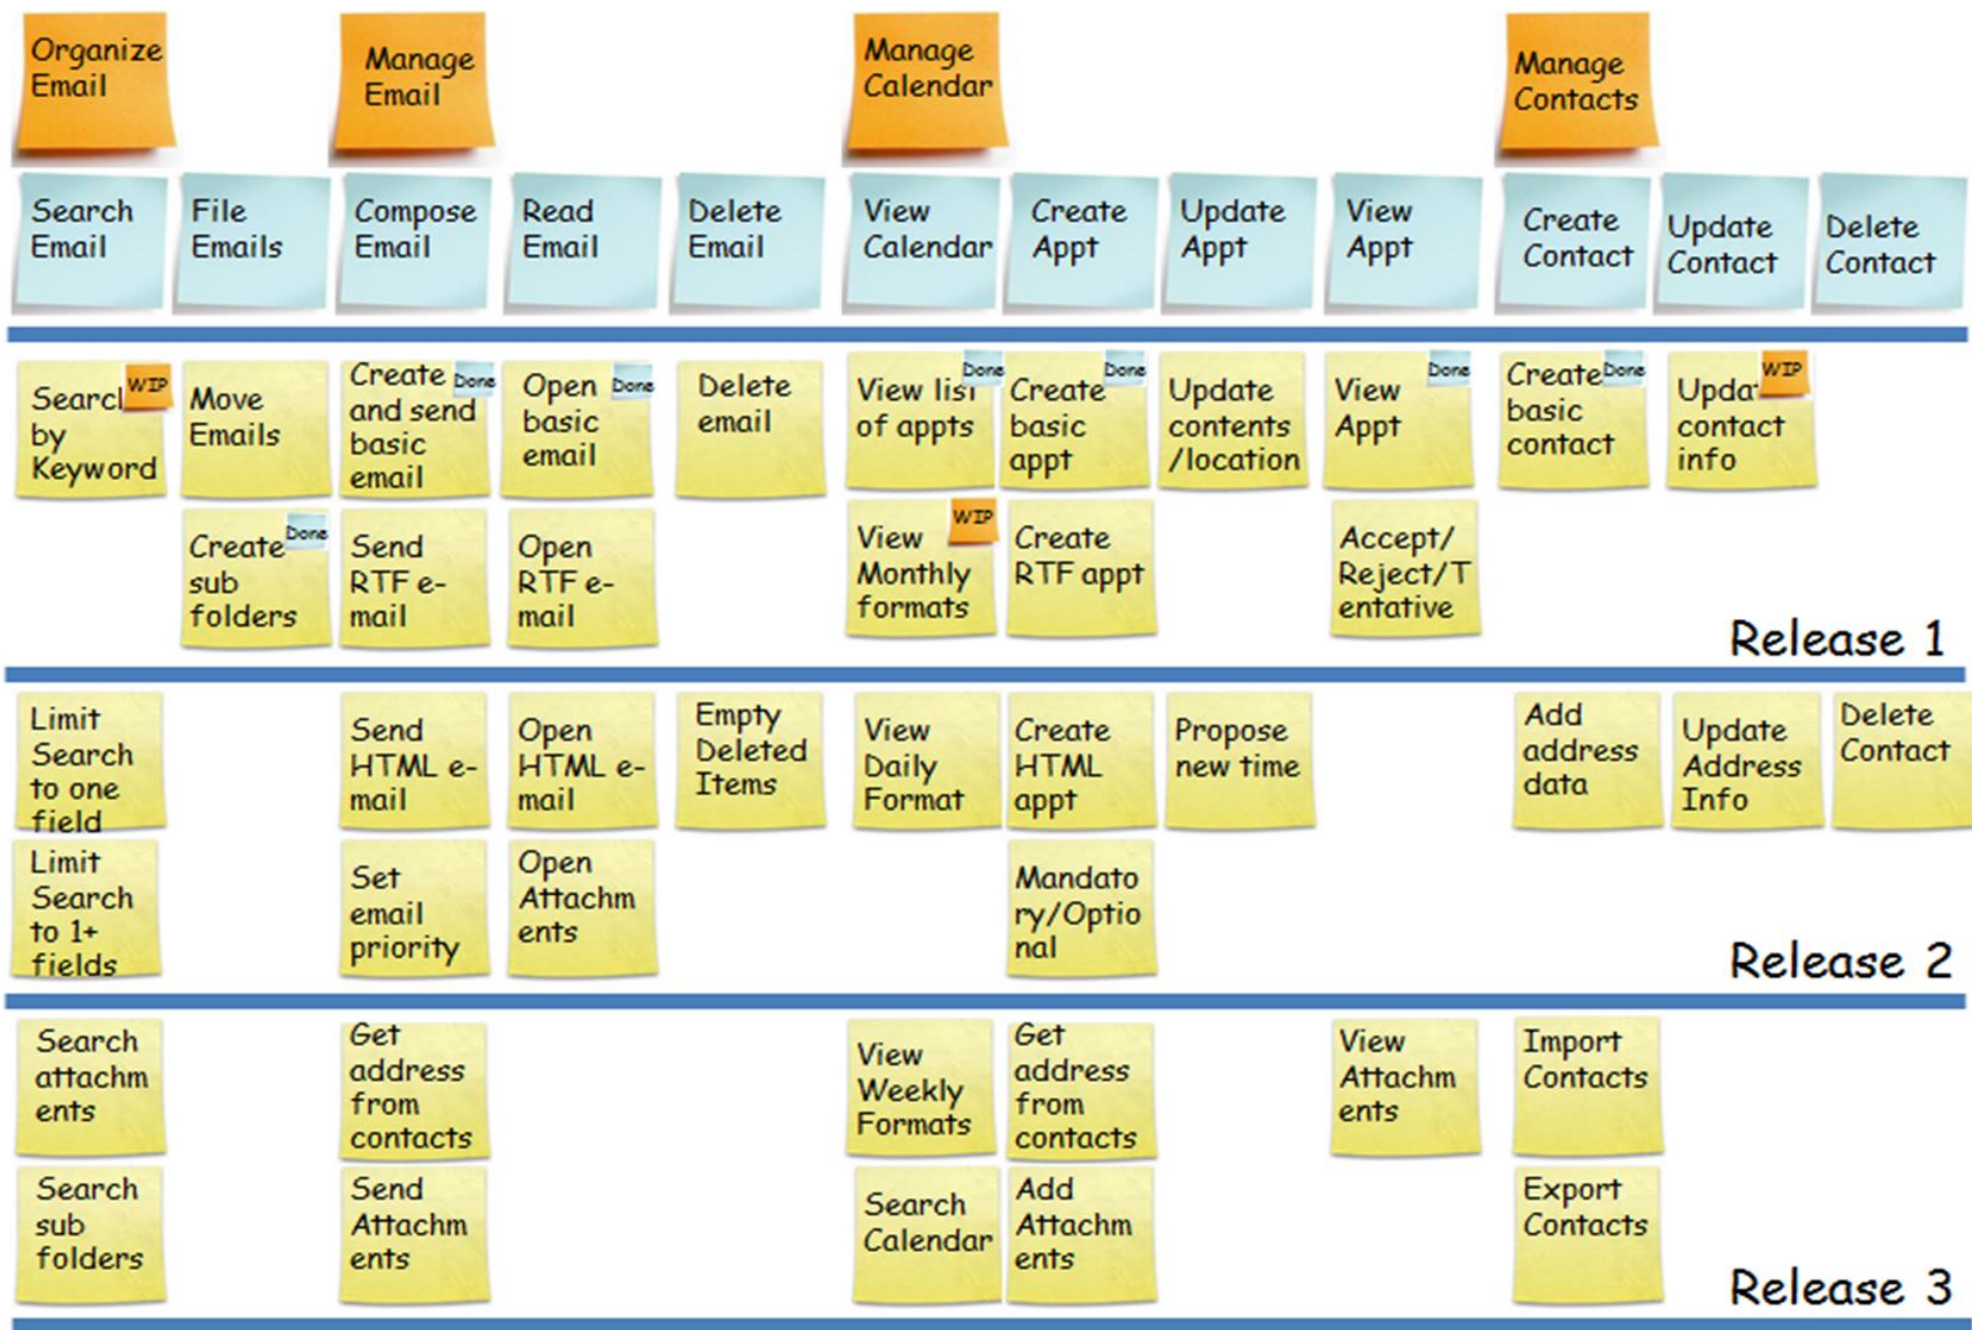 Organize
Email
Manage
Email
Manage
Calendar
Manage
Contacts
Search
Email
File
Emails
Compose
Email
Read
Email
Delete
Email
View
Calendar
Create
Appt
Update
Appt
View
Appt
Create
Contact
Update
Contact
Delete
Contact
WIP
by
Keyword
Move
Emails
Create
Done
and send
basic
email
Open
Done
basic
email
Delete
email
Done
View list
of appts
Done
Create
basic
appt
Update
contents
/location
Done
View
Appt
Create
Done
basic
contact
WIP
contact
info
Create
Done
sub
folders
Send
RTF e-
mail
Open
RTF e-
mail
WIP
View
Monthly
formats
Create
RTF appt
Accept/
Reject/T
entative
Release 1
Limit
Search
to one
field
Send
HTML e-
mail
Open
HTML e-
mail
Empty
Deleted
Items
View
Daily
Format
Create
HTML
appt
Propose
new time
Add
address
data
Update
Address
Info
Delete
Contact
Limit
Search
to 1+
fields
Set
email
priority
Open
Attachm
ents
Mandato
ry/Optio
nal
Release 2
Search
attachm
ents
Get
address
from
contacts
View
Weekly
Formats
Get
address
from
contacts
View
Attachm
ents
Import
Contacts
Search
sub
folders
Send
Attachm
ents
Search
Calendar
Add
Attachm
ents
Export
Contacts
Release 3